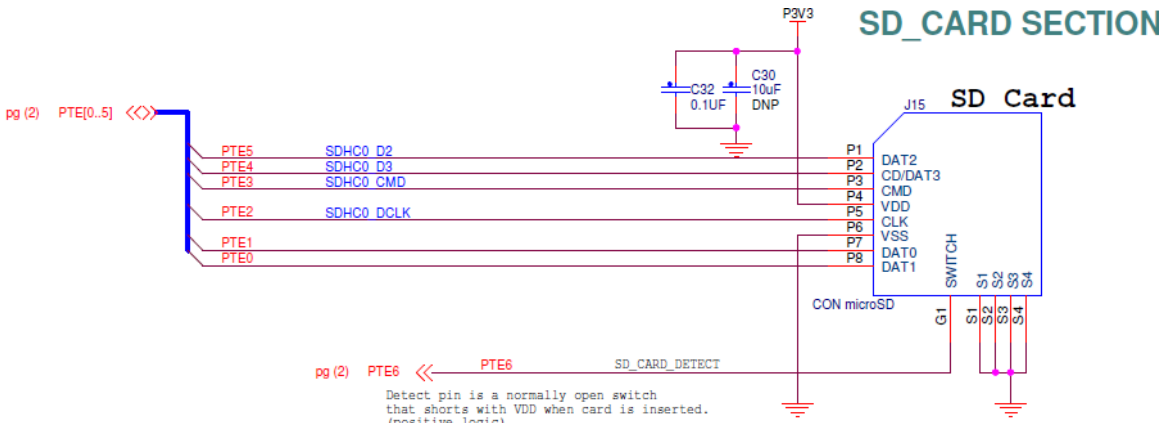 P3V3
SD_CARD SECTION
C32
0.1UF
C30
10uF
DNP
J15
SD Card
pg (2) PTE[0..5]
PTE5 SDHC0_D2 P1 DAT2
PTE4 SDHC0_D3 P2 CD/DAT3
PTE3 SDHC0_CMD P3 CMD
P4 VDD
PTE2 SDHC0_DCLK P5 CLK
P6 VSS
PTE1 P7 DAT0
PTE0 P8 DAT1
SWITCH S1 S2 S3 S4
CON microSD
G1 S1 S2 S3 S4
pg (2) PTE6 PTE6 SD_CARD_DETECT
Detect pin is a normally open switch
that shorts with VDD when card is inserted.
(positive logic)